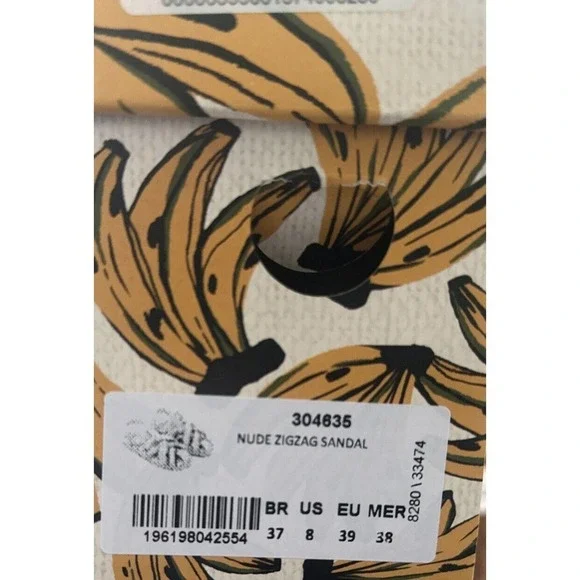 304635
NUDE ZIGZAG SANDAL
8280 \ 33474
BR US EU MER
37 8 39 38
196198042554